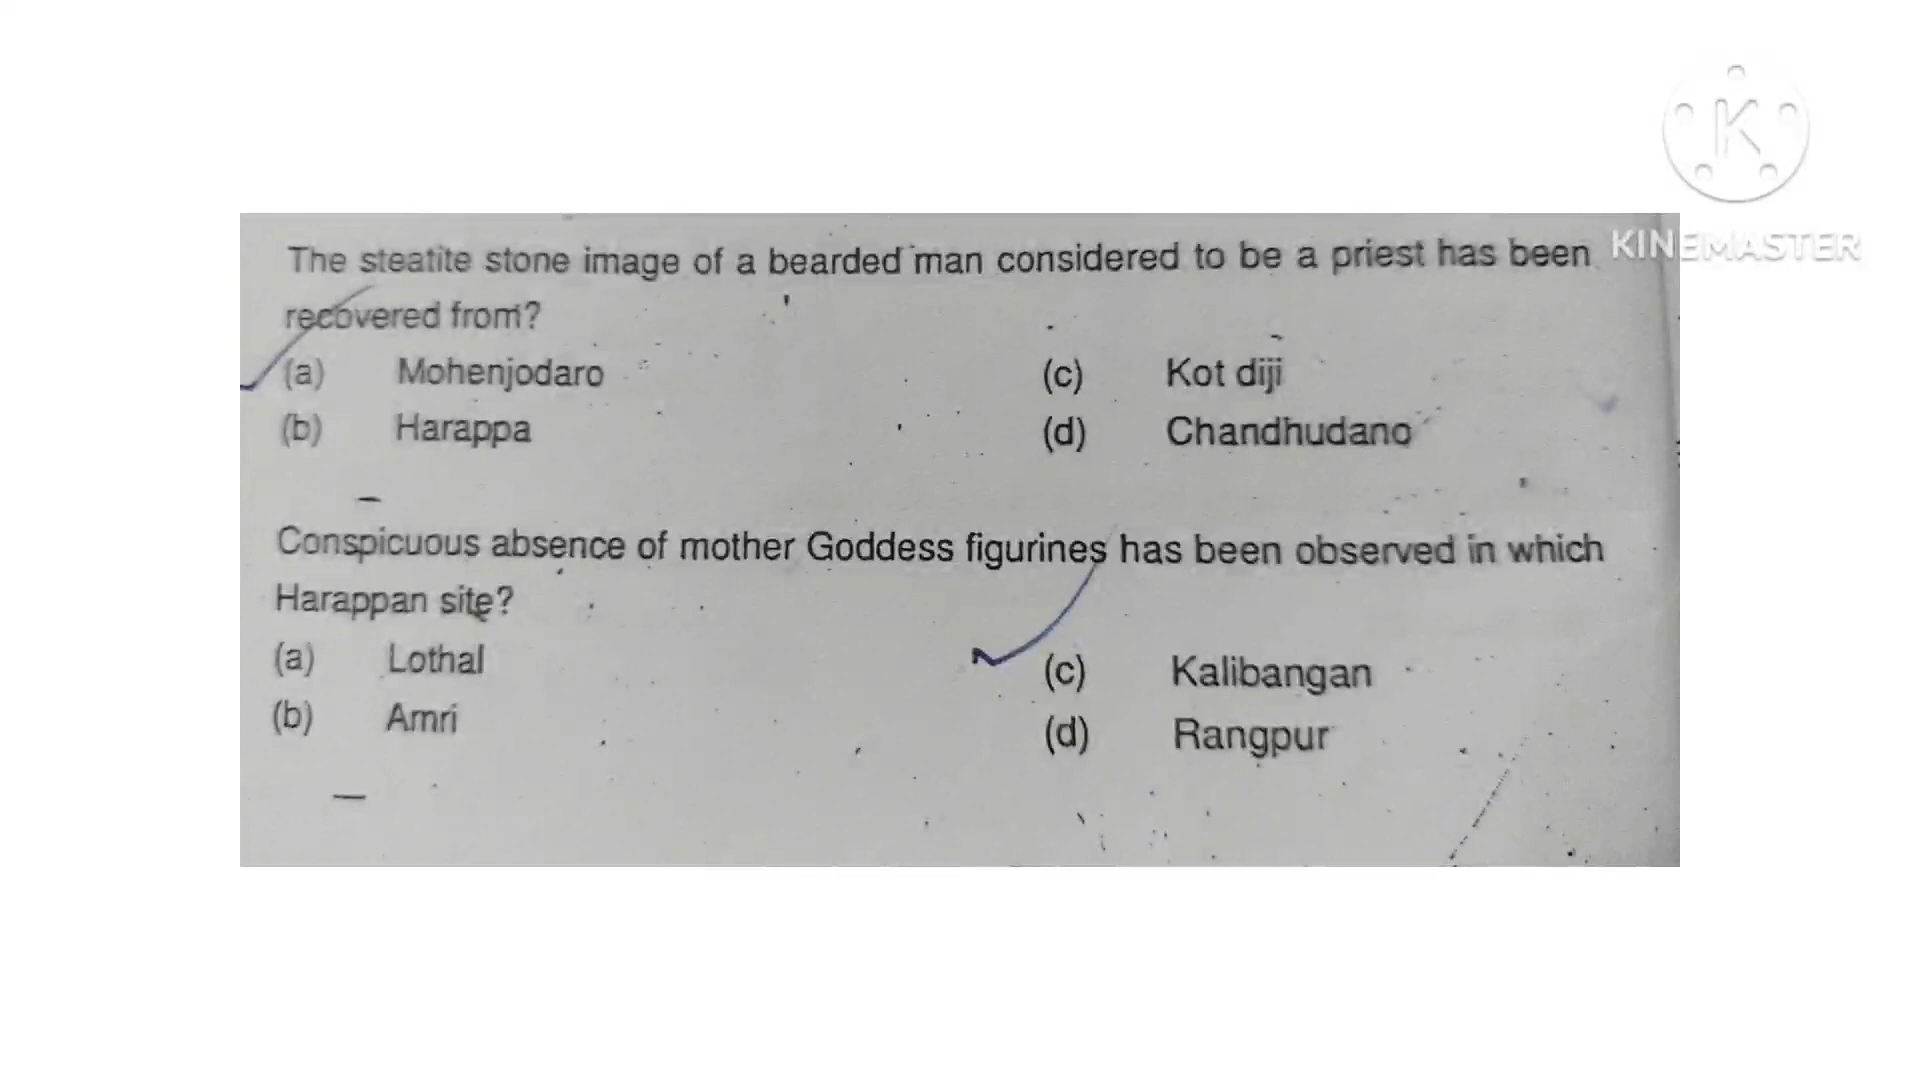 K
KINEMASTER
The steatite stone image of a bearded man considered to be a priest has been
recovered from?
(a) Mohenjodaro (c) Kot diji
(b) Harappa (d) Chandhudano
Conspicuous absence of mother Goddess figurines has been observed in which
Harappan site?
(a) Lothal (c) Kalibangan
(b) Amri (d) Rangpur